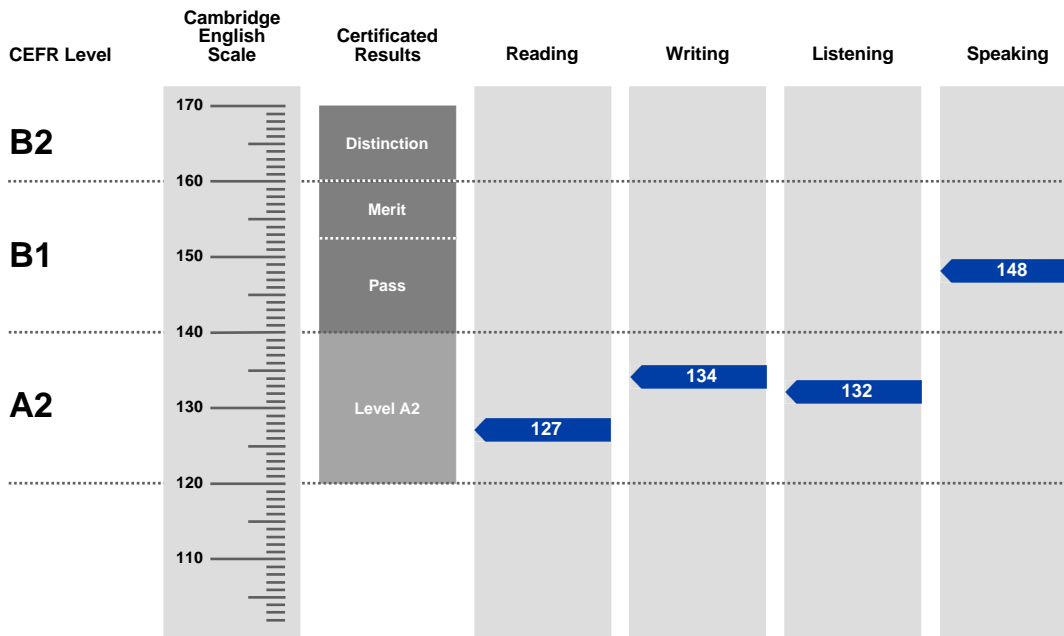 CEFR Level
Cambridge
English
Scale
Certificated
Results
Reading
Writing
Listening
Speaking
170
B2
Distinction
160
Merit
B1
150
148
Pass
140
134
132
A2
130
Level A2
127
120
110